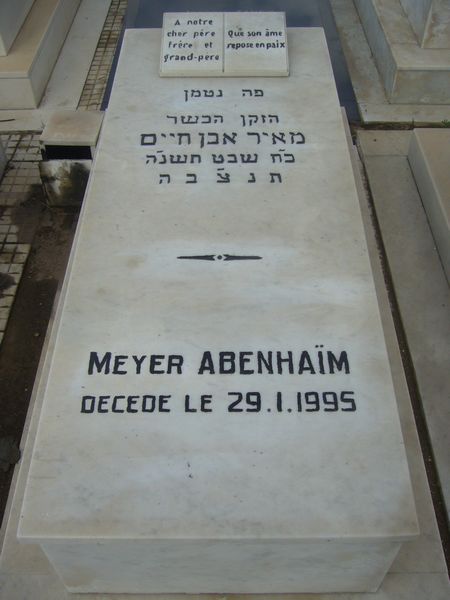 A notre
cher père
frère et
grand-père
Que son âme
repose en paix
פה נטמן
הזקן הכשר
מאיר אבן חיים
כ֗ח שבט תשנ֗ה
ת נ צ֗ ב ה
MEYER ABENHAÏM
DECEDE LE 29.1.1995